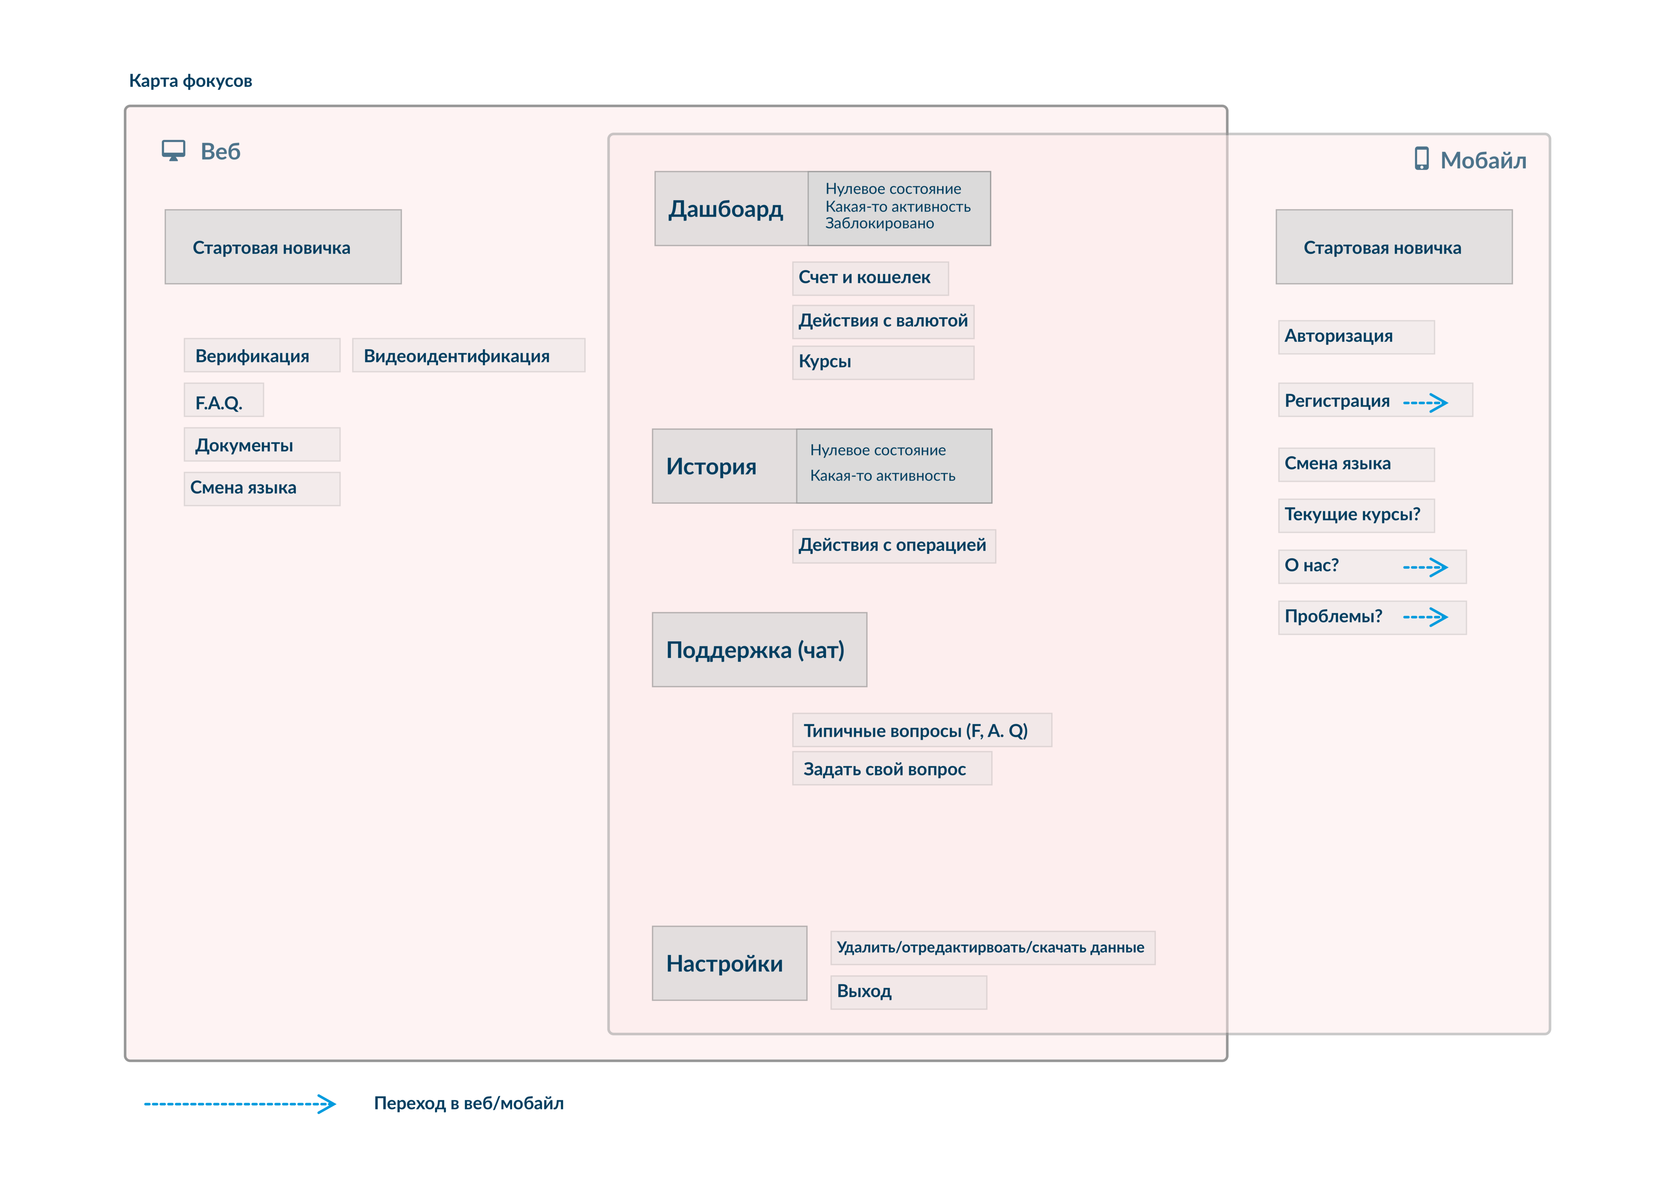 Карта фокусов
Веб
Стартовая новичка
Верификация
Видеоидентификация
F.A.Q.
Документы
Смена языка
Дашбоард
Нулевое состояние
Какая-то активность
Заблокировано
Счет и кошелек
Действия с валютой
Курсы
История
Нулевое состояние
Какая-то активность
Действия с операцией
Поддержка (чат)
Типичные вопросы (F, A. Q)
Задать свой вопрос
Настройки
Удалить/отредактирвоать/скачать данные
Выход
Мобайл
Стартовая новичка
Авторизация
Регистрация
Смена языка
Текущие курсы?
О нас?
Проблемы?
Переход в веб/мобайл